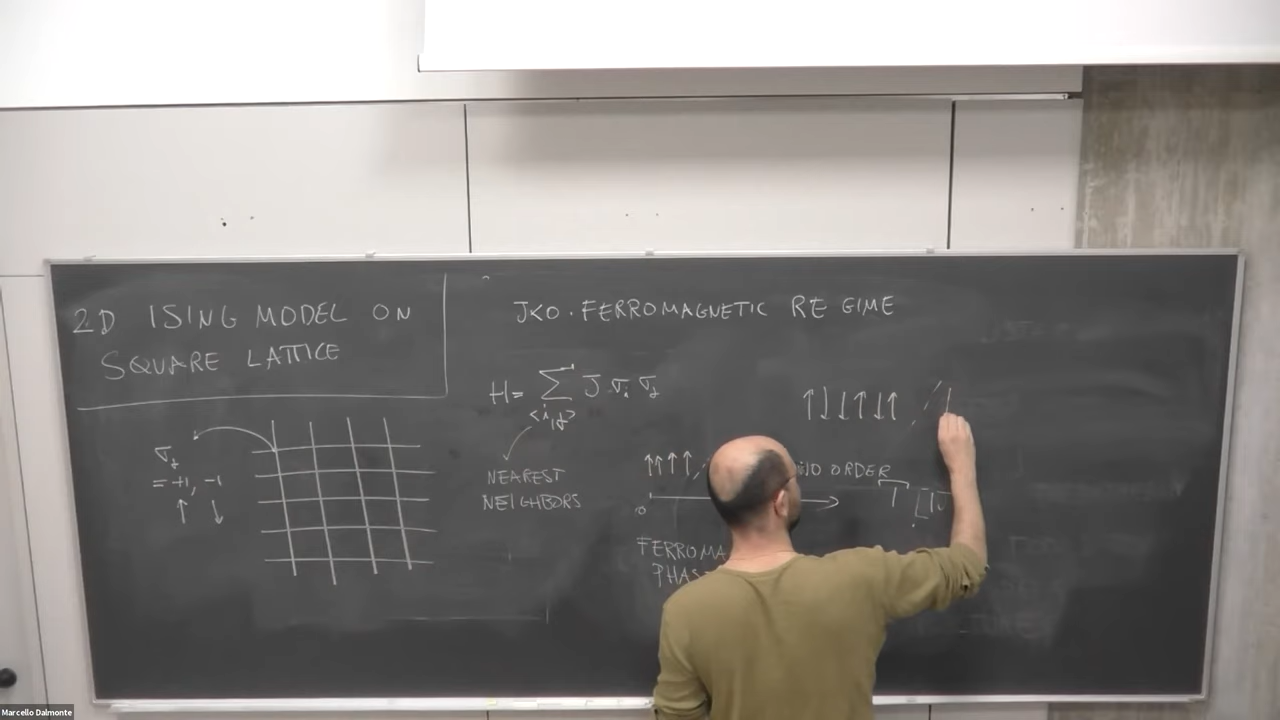 2D ISING MODEL ON
SQUARE LATTICE
σ_j
= +1, -1
↑ ↓
J<0. FERROMAGNETIC REGIME
H= ∑ J σ_i σ_j
<i,j>
NEAREST
NEIGHBORS
↑↓↓↑↓↑
↑↑↑↑
NO ORDER
0
T
FERROMA
PHAS
Marcello Dalmonte